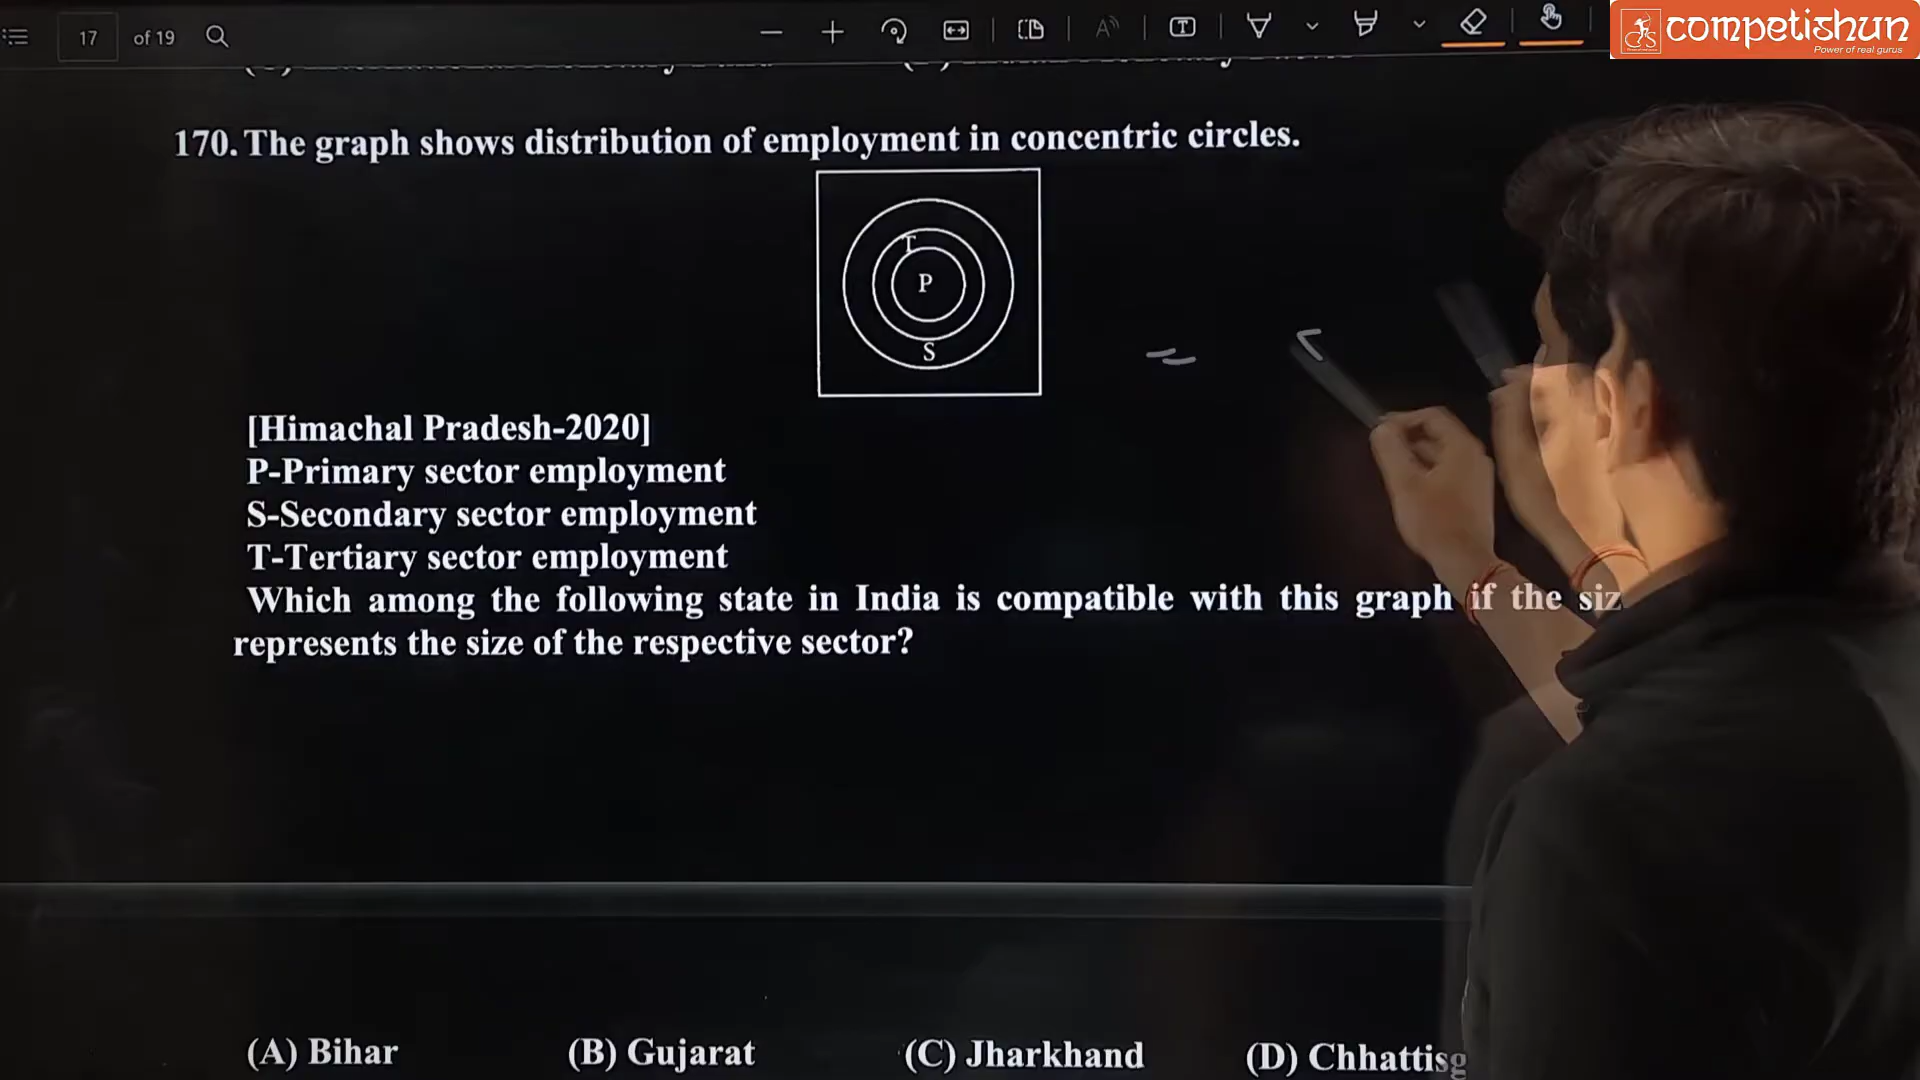 17 of 19
competishun
Power of real gurus
170. The graph shows distribution of employment in concentric circles.
T
P
S
[Himachal Pradesh-2020]
P-Primary sector employment
S-Secondary sector employment
T-Tertiary sector employment
Which among the following state in India is compatible with this graph if the siz
represents the size of the respective sector?
(A) Bihar (B) Gujarat (C) Jharkhand (D) Chhattisg